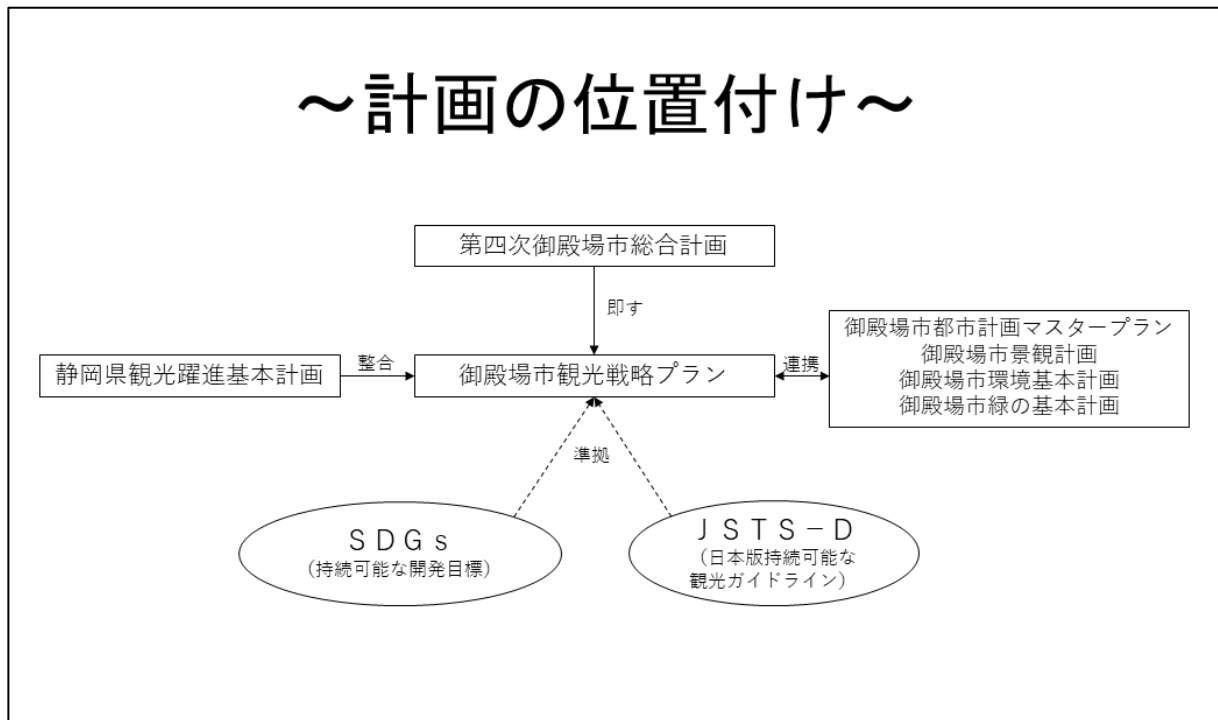 ～計画の位置付け～
第四次御殿場市総合計画
即す
御殿場市都市計画マスタープラン
御殿場市景観計画
御殿場市環境基本計画
御殿場市緑の基本計画
静岡県観光躍進基本計画
整合
御殿場市観光戦略プラン
連携
準拠
ＳＤＧｓ
（持続可能な開発目標）
ＪＳＴＳ－Ｄ
（日本版持続可能な
観光ガイドライン）